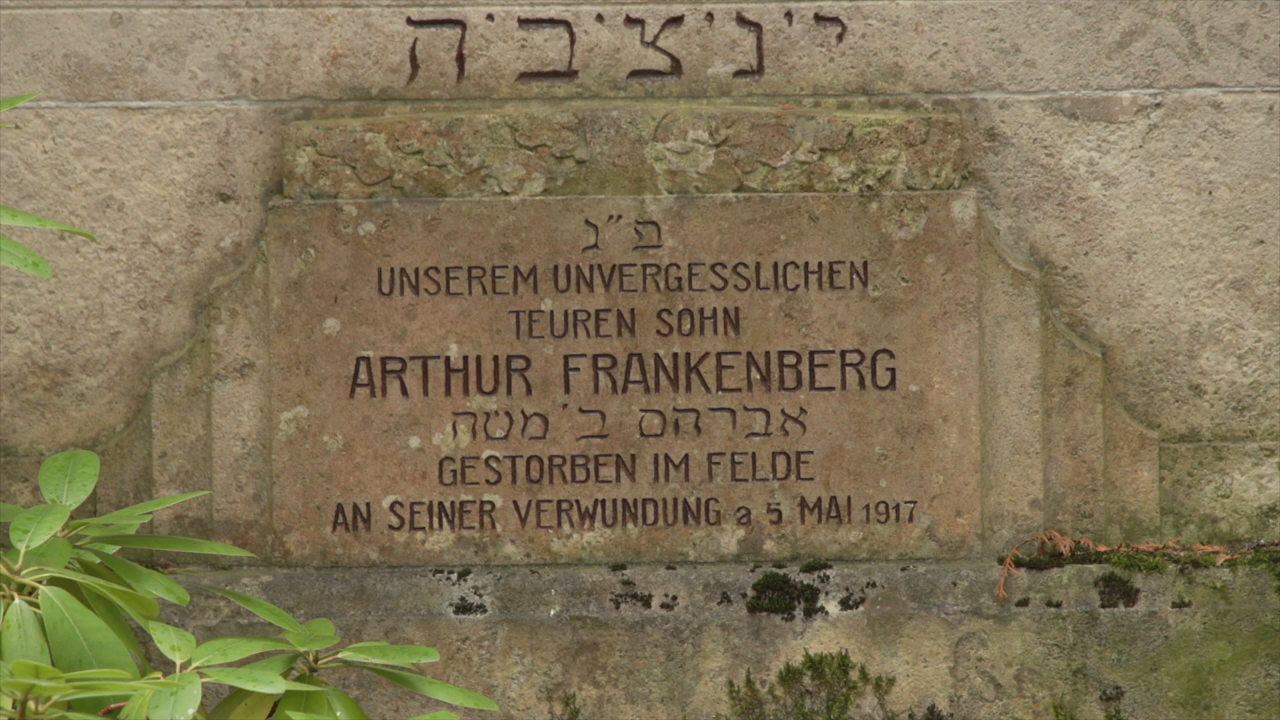 י'נ'צ'ב'ה
פ״נ
UNSEREM UNVERGESSLICHEN
TEUREN SOHN
ARTHUR FRANKENBERG
אברהם ב' משה
GESTORBEN IM FELDE
AN SEINER VERWUNDUNG a 5 MAI 1917